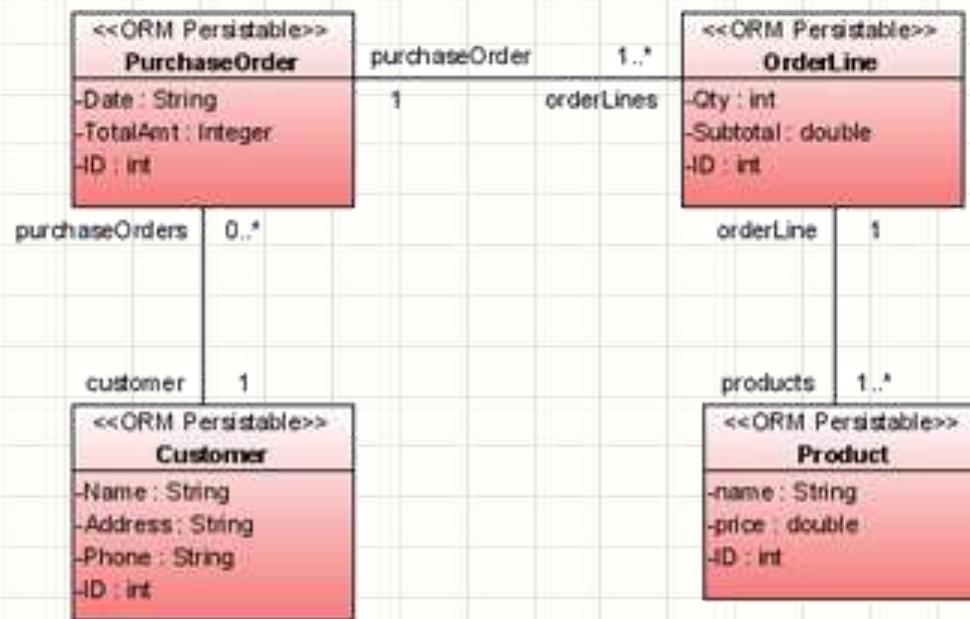 <<ORM Persistable>>
PurchaseOrder
-Date : String
-TotalAmt : Integer
-ID : int
purchaseOrder 1..*
1 orderLines
<<ORM Persistable>>
OrderLine
-Qty : int
-Subtotal : double
-ID : int
purchaseOrders 0..*
orderLine 1
customer 1
products 1..*
<<ORM Persistable>>
Customer
-Name : String
-Address : String
-Phone : String
-ID : int
<<ORM Persistable>>
Product
-name : String
-price : double
-ID : int